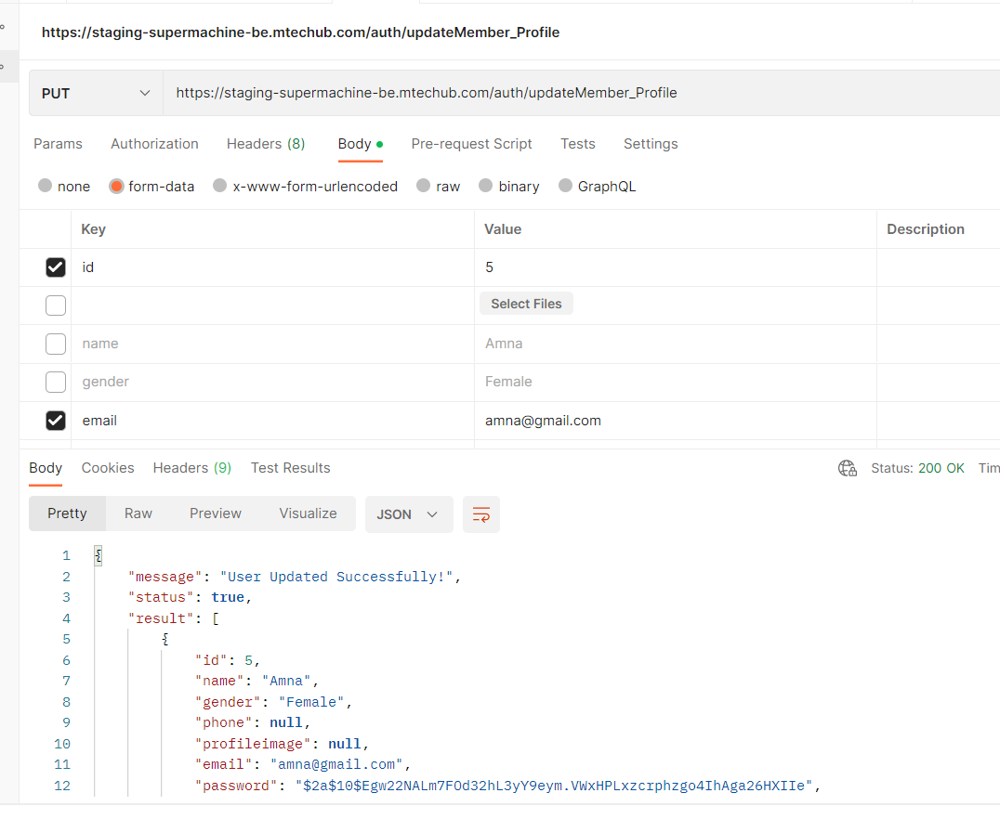 https://staging-supermachine-be.mtechub.com/auth/updateMember_Profile
PUT https://staging-supermachine-be.mtechub.com/auth/updateMember_Profile
Params Authorization Headers (8) Body Pre-request Script Tests Settings
none form-data x-www-form-urlencoded raw binary GraphQL
Key Value Description
id 5
Select Files
name Amna
gender Female
email amna@gmail.com
Body Cookies Headers (9) Test Results Status: 200 OK Tim
Pretty Raw Preview Visualize JSON
1 {
2 "message": "User Updated Successfully!",
3 "status": true,
4 "result": [
5 {
6 "id": 5,
7 "name": "Amna",
8 "gender": "Female",
9 "phone": null,
10 "profileimage": null,
11 "email": "amna@gmail.com",
12 "password": "$2a$10$Egw22NALm7FOd32hL3yY9eym.VWxHPLxzcrphzgo4IhAga26HXIIe",